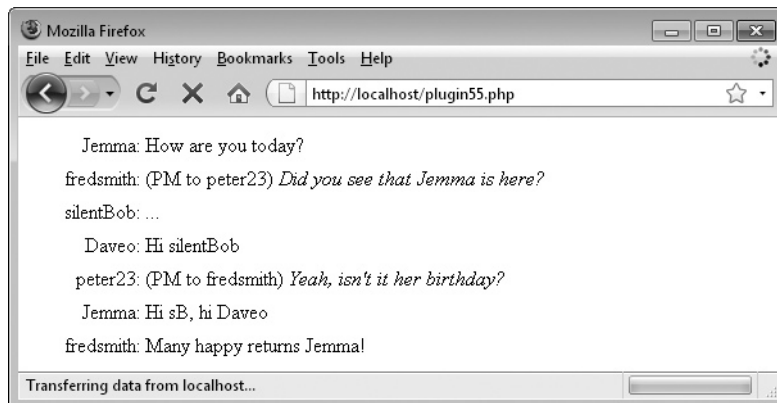 Mozilla Firefox
File Edit View History Bookmarks Tools Help
http://localhost/plugin55.php
Jemma: How are you today?
fredsmith: (PM to peter23) Did you see that Jemma is here?
silentBob: ...
Daveo: Hi silentBob
peter23: (PM to fredsmith) Yeah, isn't it her birthday?
Jemma: Hi sB, hi Daveo
fredsmith: Many happy returns Jemma!
Transferring data from localhost...